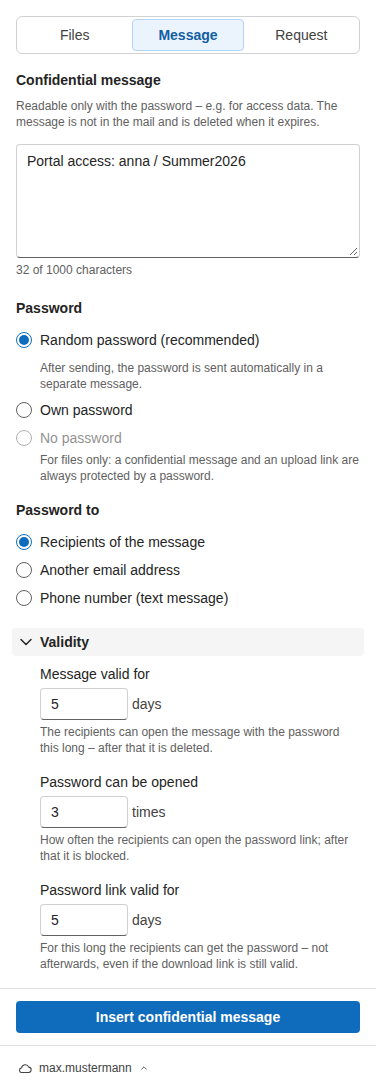 Files Message Request
Confidential message
Readable only with the password – e.g. for access data. The
message is not in the mail and is deleted when it expires.
Portal access: anna / Summer2026
32 of 1000 characters
Password
Random password (recommended)
After sending, the password is sent automatically in a
separate message.
Own password
No password
For files only: a confidential message and an upload link are
always protected by a password.
Password to
Recipients of the message
Another email address
Phone number (text message)
Validity
Message valid for
5 days
The recipients can open the message with the password
this long – after that it is deleted.
Password can be opened
3 times
How often the recipients can open the password link; after
that it is blocked.
Password link valid for
5 days
For this long the recipients can get the password – not
afterwards, even if the download link is still valid.
Insert confidential message
max.mustermann